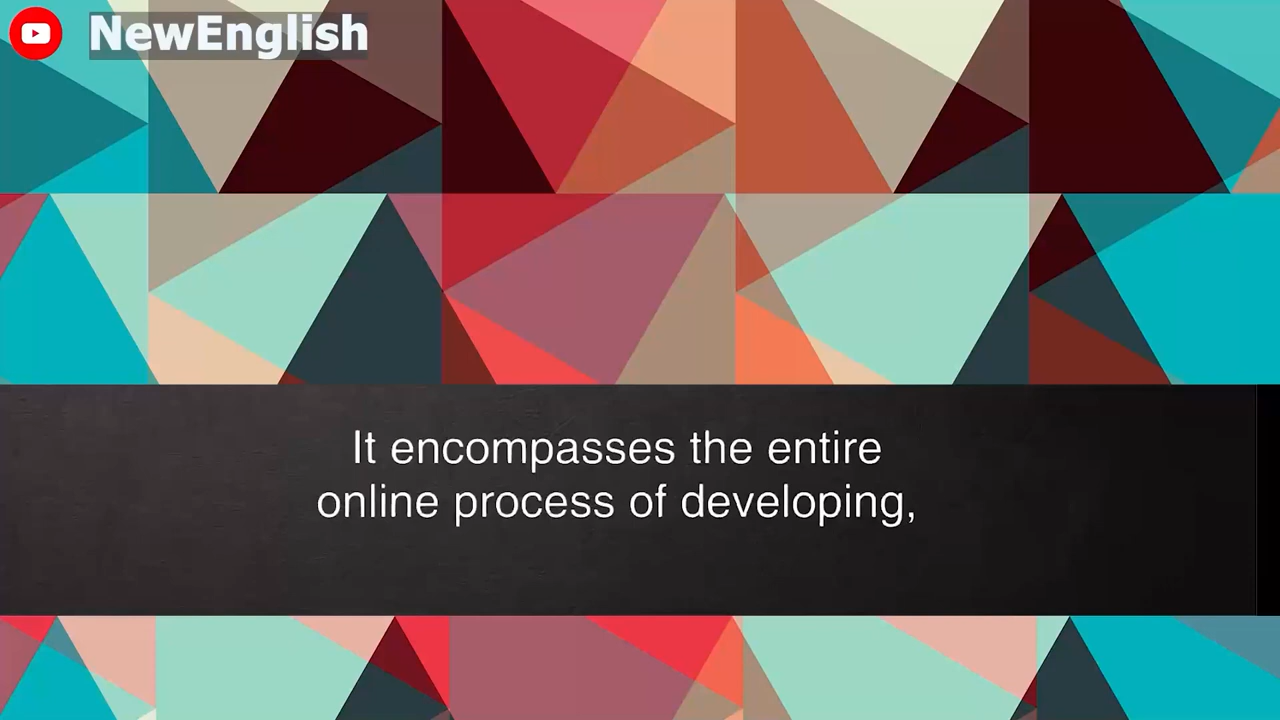 NewEnglish
It encompasses the entire
online process of developing,